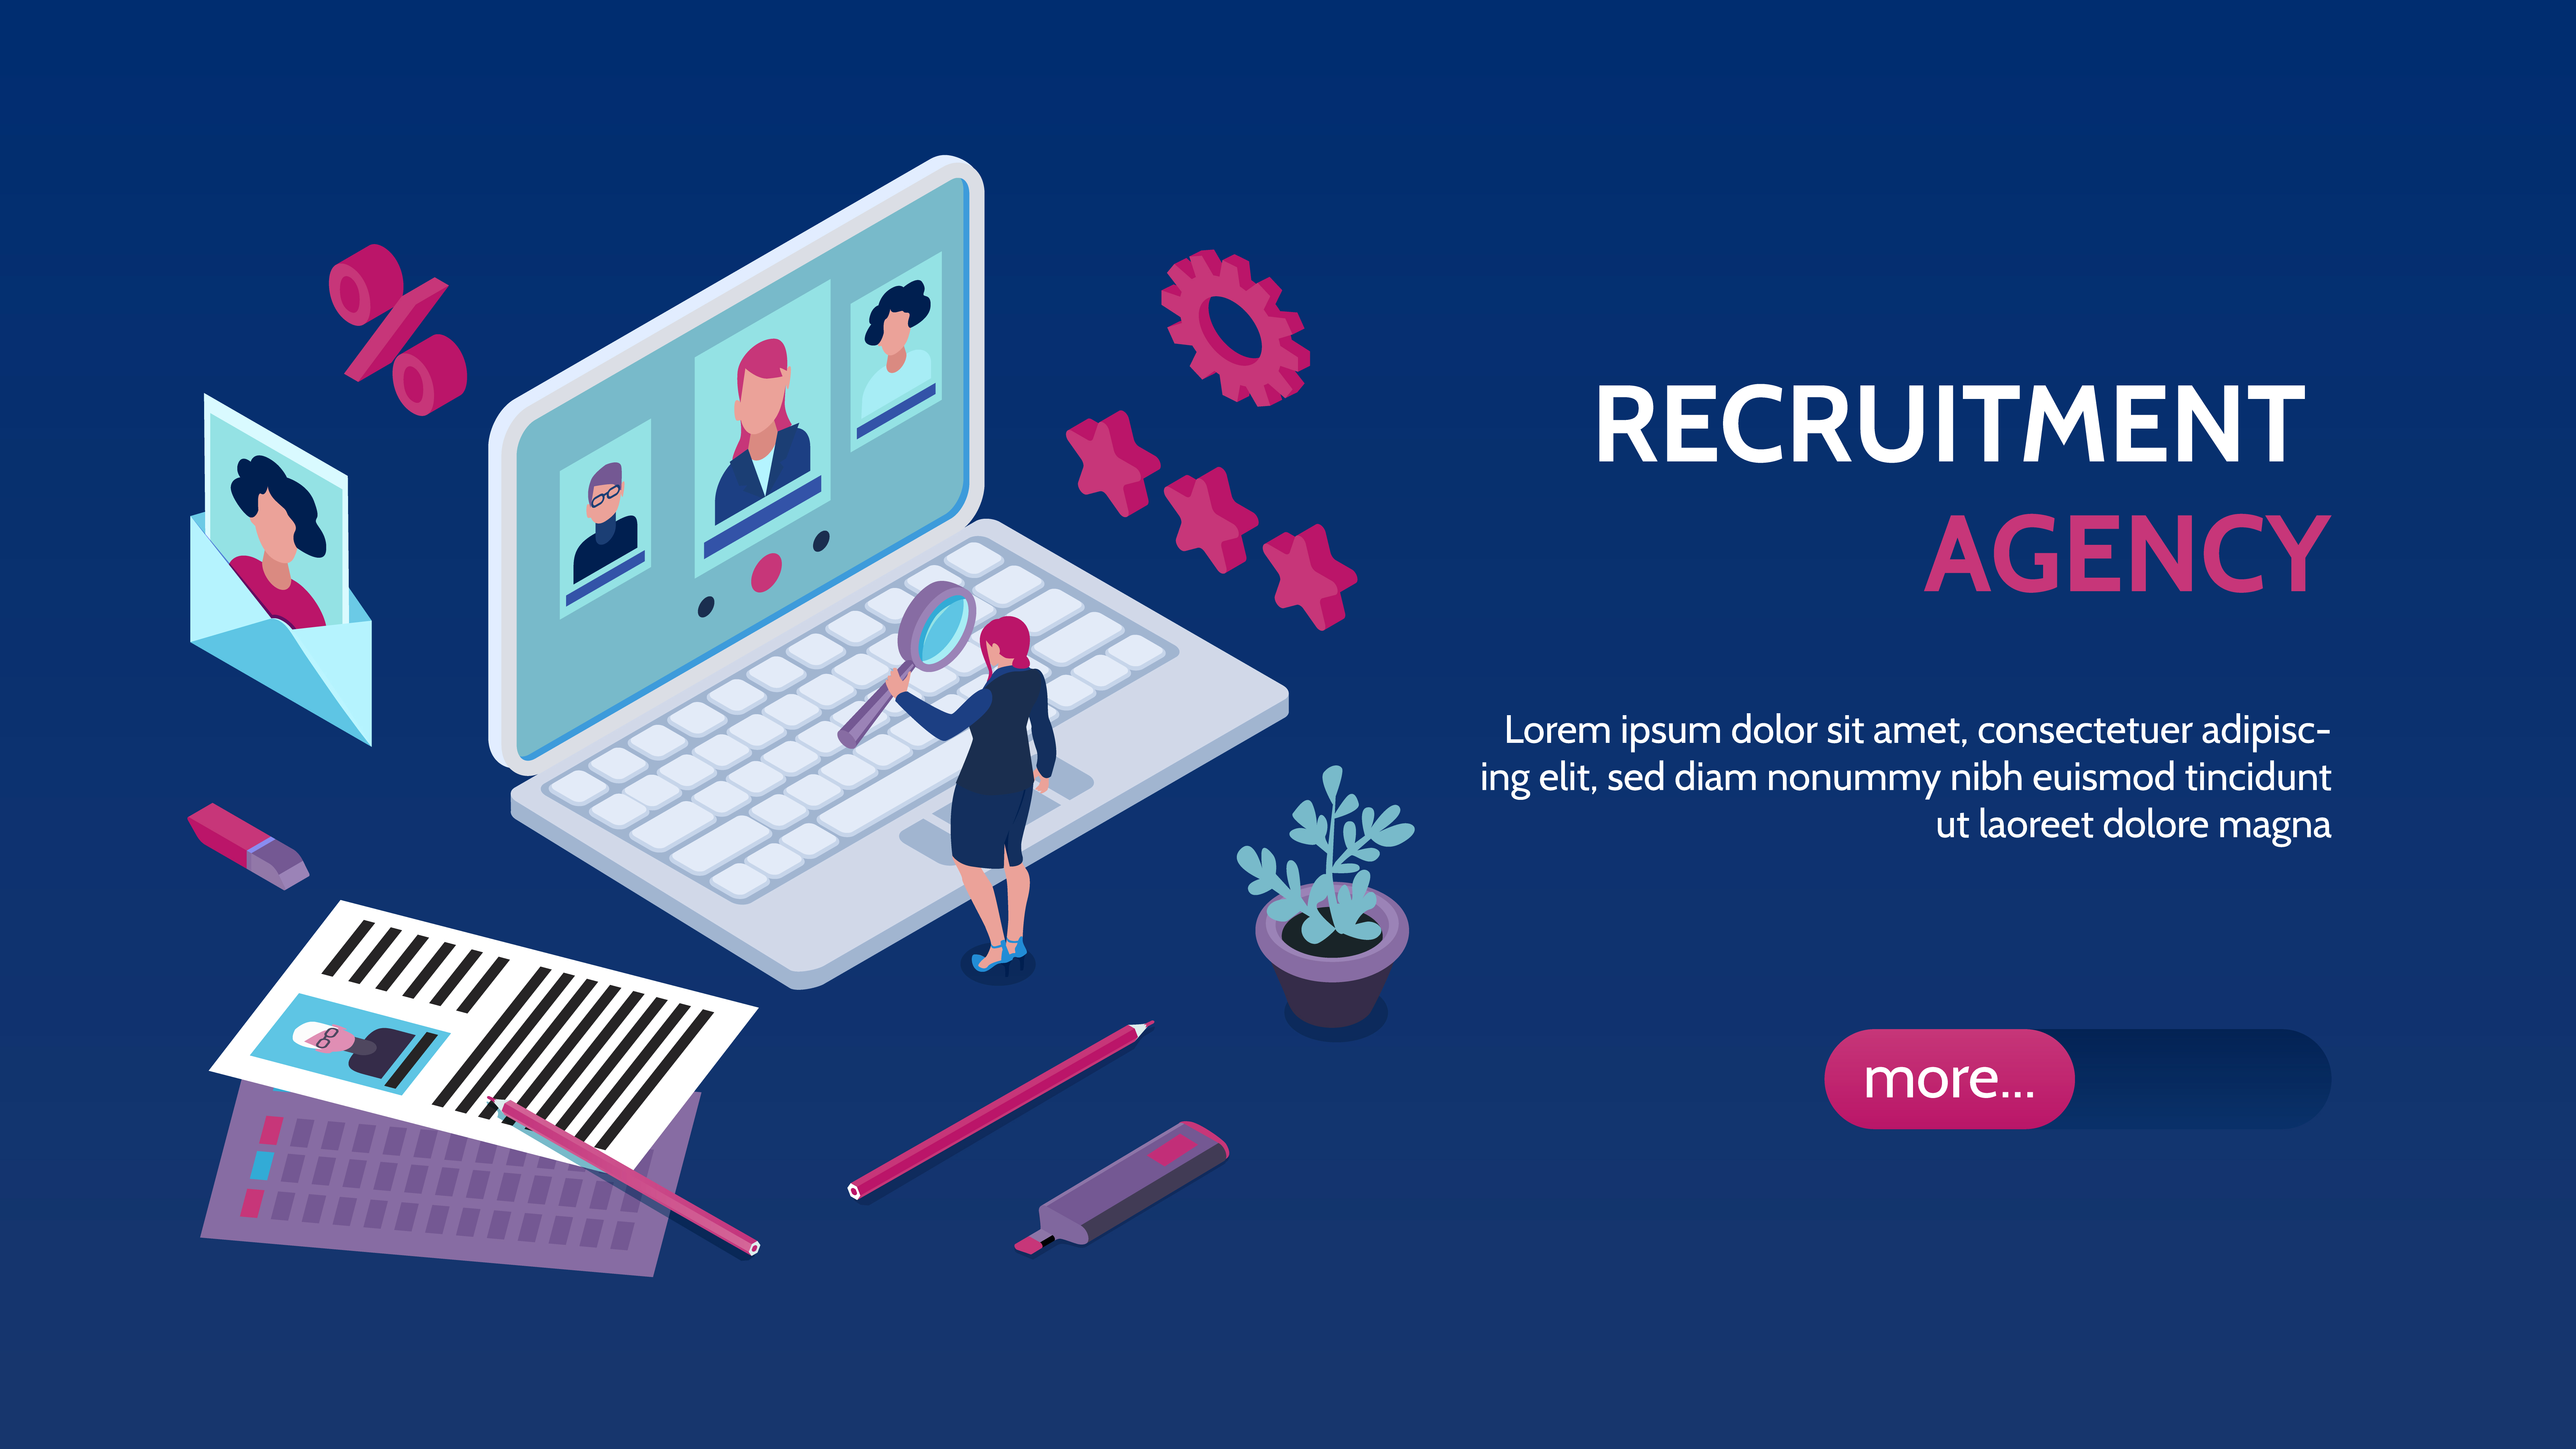 RECRUITMENT
AGENCY
Lorem ipsum dolor sit amet, consectetuer adipisc-
ing elit, sed diam nonummy nibh euismod tincidunt
ut laoreet dolore magna
more...